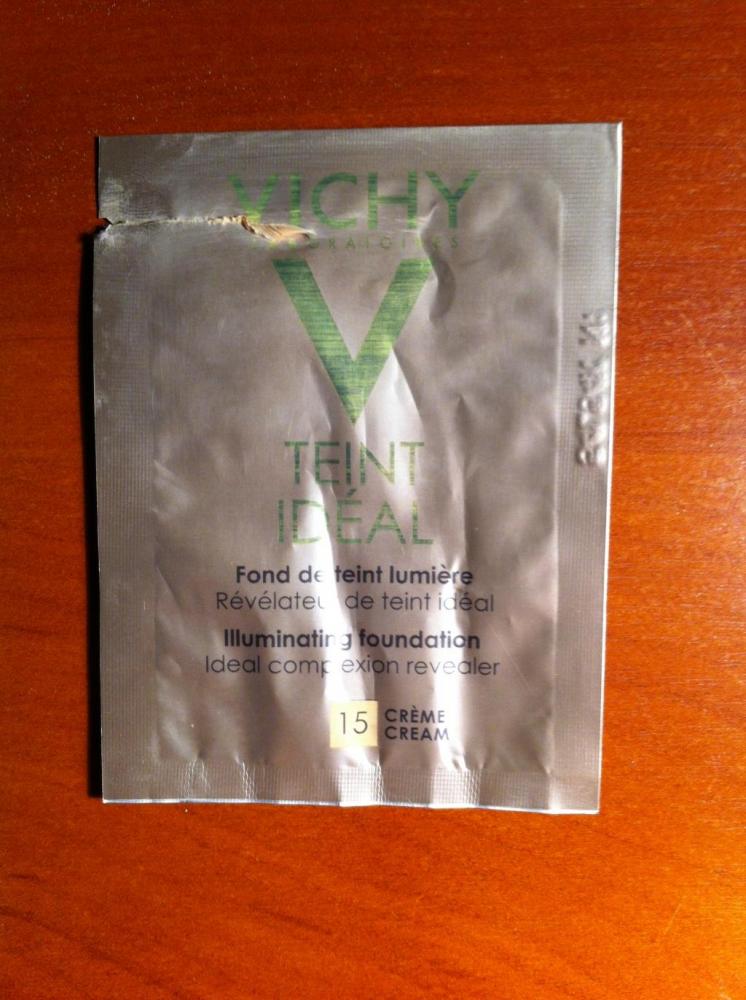 VICHY
LABORATOIRES
V
TEINT
IDÉAL
Fond de teint lumière
Révélateur de teint idéal
Illuminating foundation
Ideal complexion revealer
15 CRÈME
CREAM